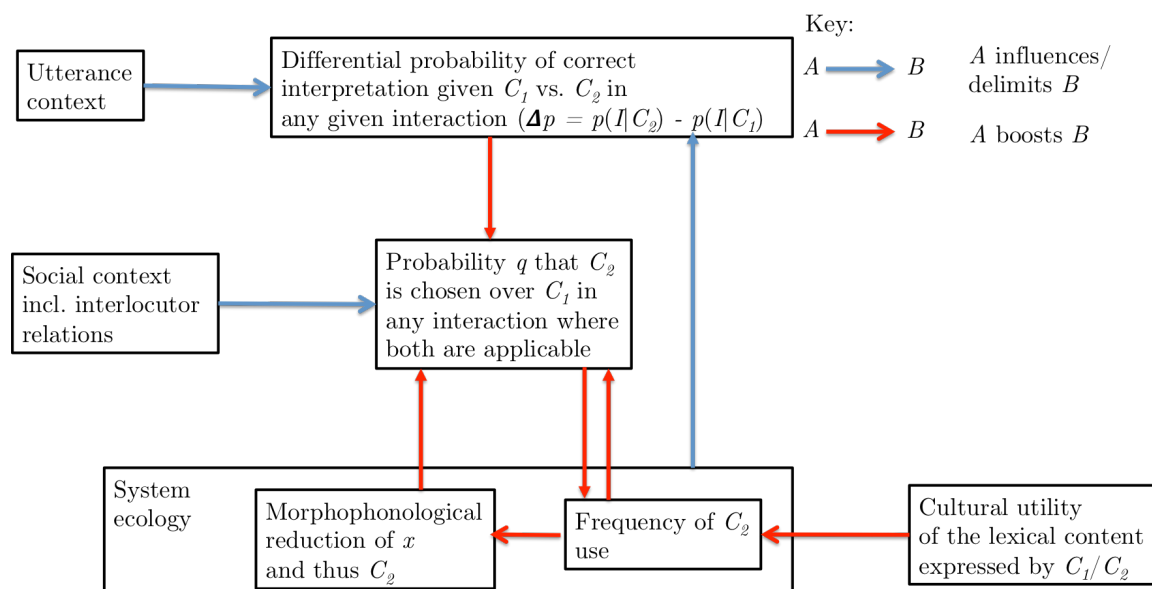 Key:
Utterance
context
Differential probability of correct
interpretation given C₁ vs. C₂ in
any given interaction (Δp = p(I|C₂) - p(I|C₁)
A B A influences/
delimits B
A B A boosts B
Social context
incl. interlocutor
relations
Probability q that C₂
is chosen over C₁ in
any interaction where
both are applicable
System
ecology
Morphophonological
reduction of x
and thus C₂
Frequency of C₂
use
Cultural utility
of the lexical content
expressed by C₁/C₂